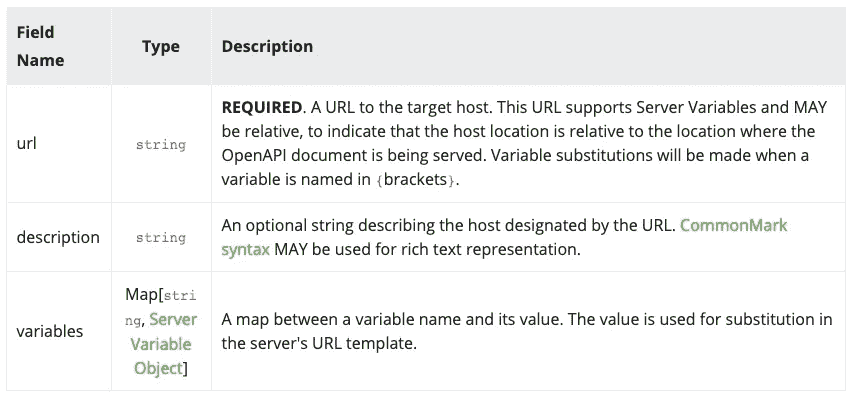 Field
Name
Type
Description
url
string
REQUIRED. A URL to the target host. This URL supports Server Variables and MAY
be relative, to indicate that the host location is relative to the location where the
OpenAPI document is being served. Variable substitutions will be made when a
variable is named in {brackets}.
description
string
An optional string describing the host designated by the URL. CommonMark
syntax MAY be used for rich text representation.
variables
Map[stri
ng, Server
Variable
Object]
A map between a variable name and its value. The value is used for substitution in
the server's URL template.